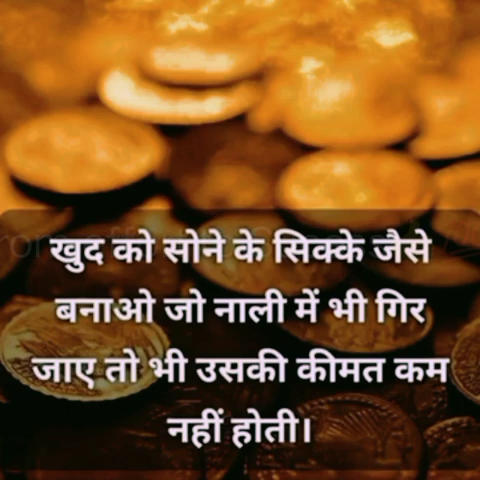 खुद को सोने के सिक्के जैसे
बनाओ जो नाली में भी गिर
जाए तो भी उसकी कीमत कम
नहीं होती।